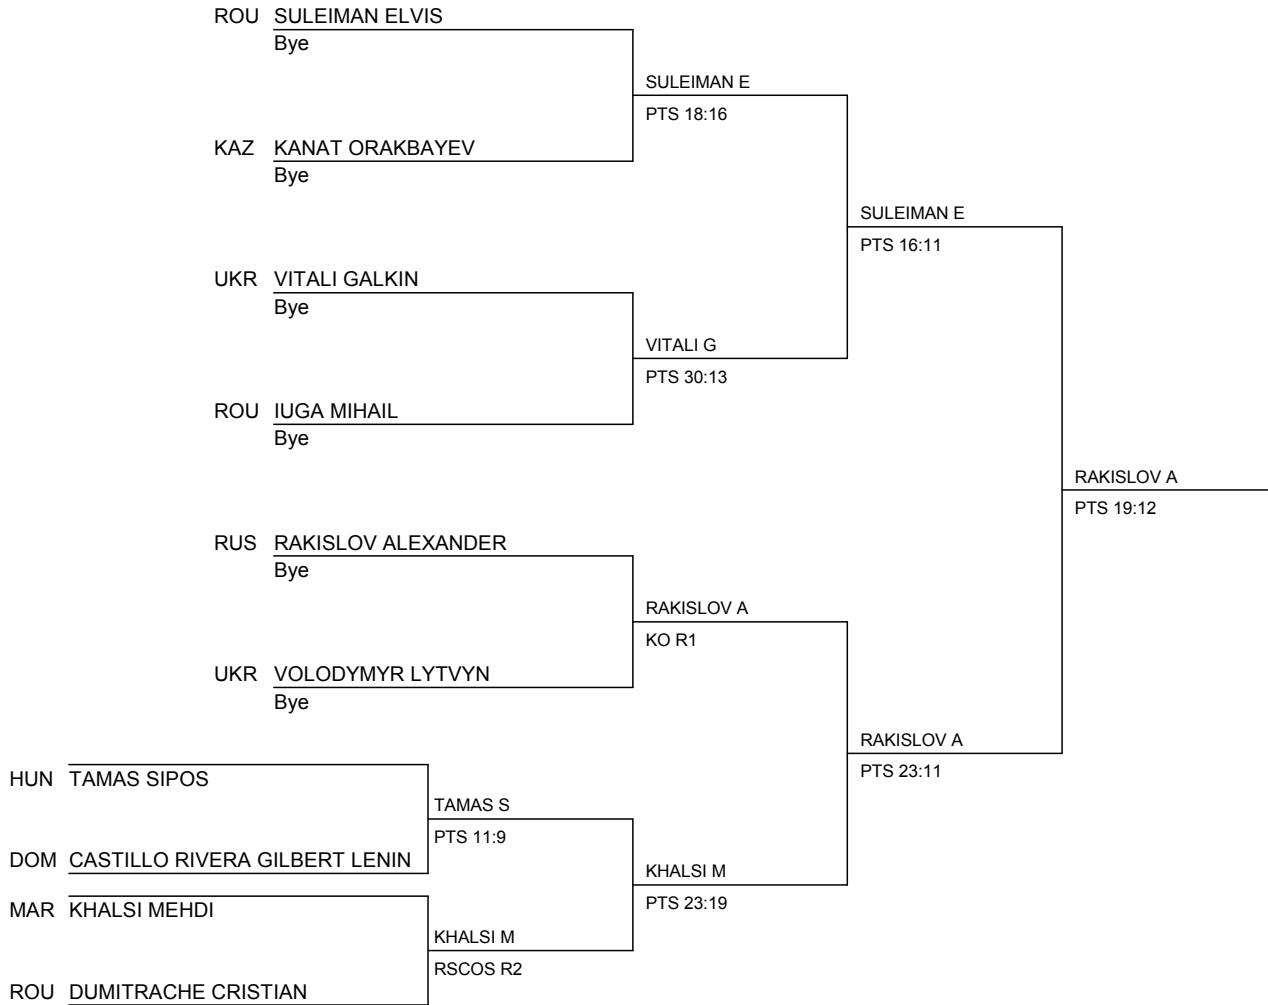 ROU SULEIMAN ELVIS
Bye
SULEIMAN E
PTS 18:16
KAZ KANAT ORAKBAYEV
Bye
SULEIMAN E
PTS 16:11
UKR VITALI GALKIN
Bye
VITALI G
PTS 30:13
ROU IUGA MIHAIL
Bye
RAKISLOV A
PTS 19:12
RUS RAKISLOV ALEXANDER
Bye
RAKISLOV A
KO R1
UKR VOLODYMYR LYTVYN
Bye
RAKISLOV A
PTS 23:11
HUN TAMAS SIPOS
TAMAS S
PTS 11:9
DOM CASTILLO RIVERA GILBERT LENIN
KHALSI M
PTS 23:19
MAR KHALSI MEHDI
KHALSI M
RSCOS R2
ROU DUMITRACHE CRISTIAN